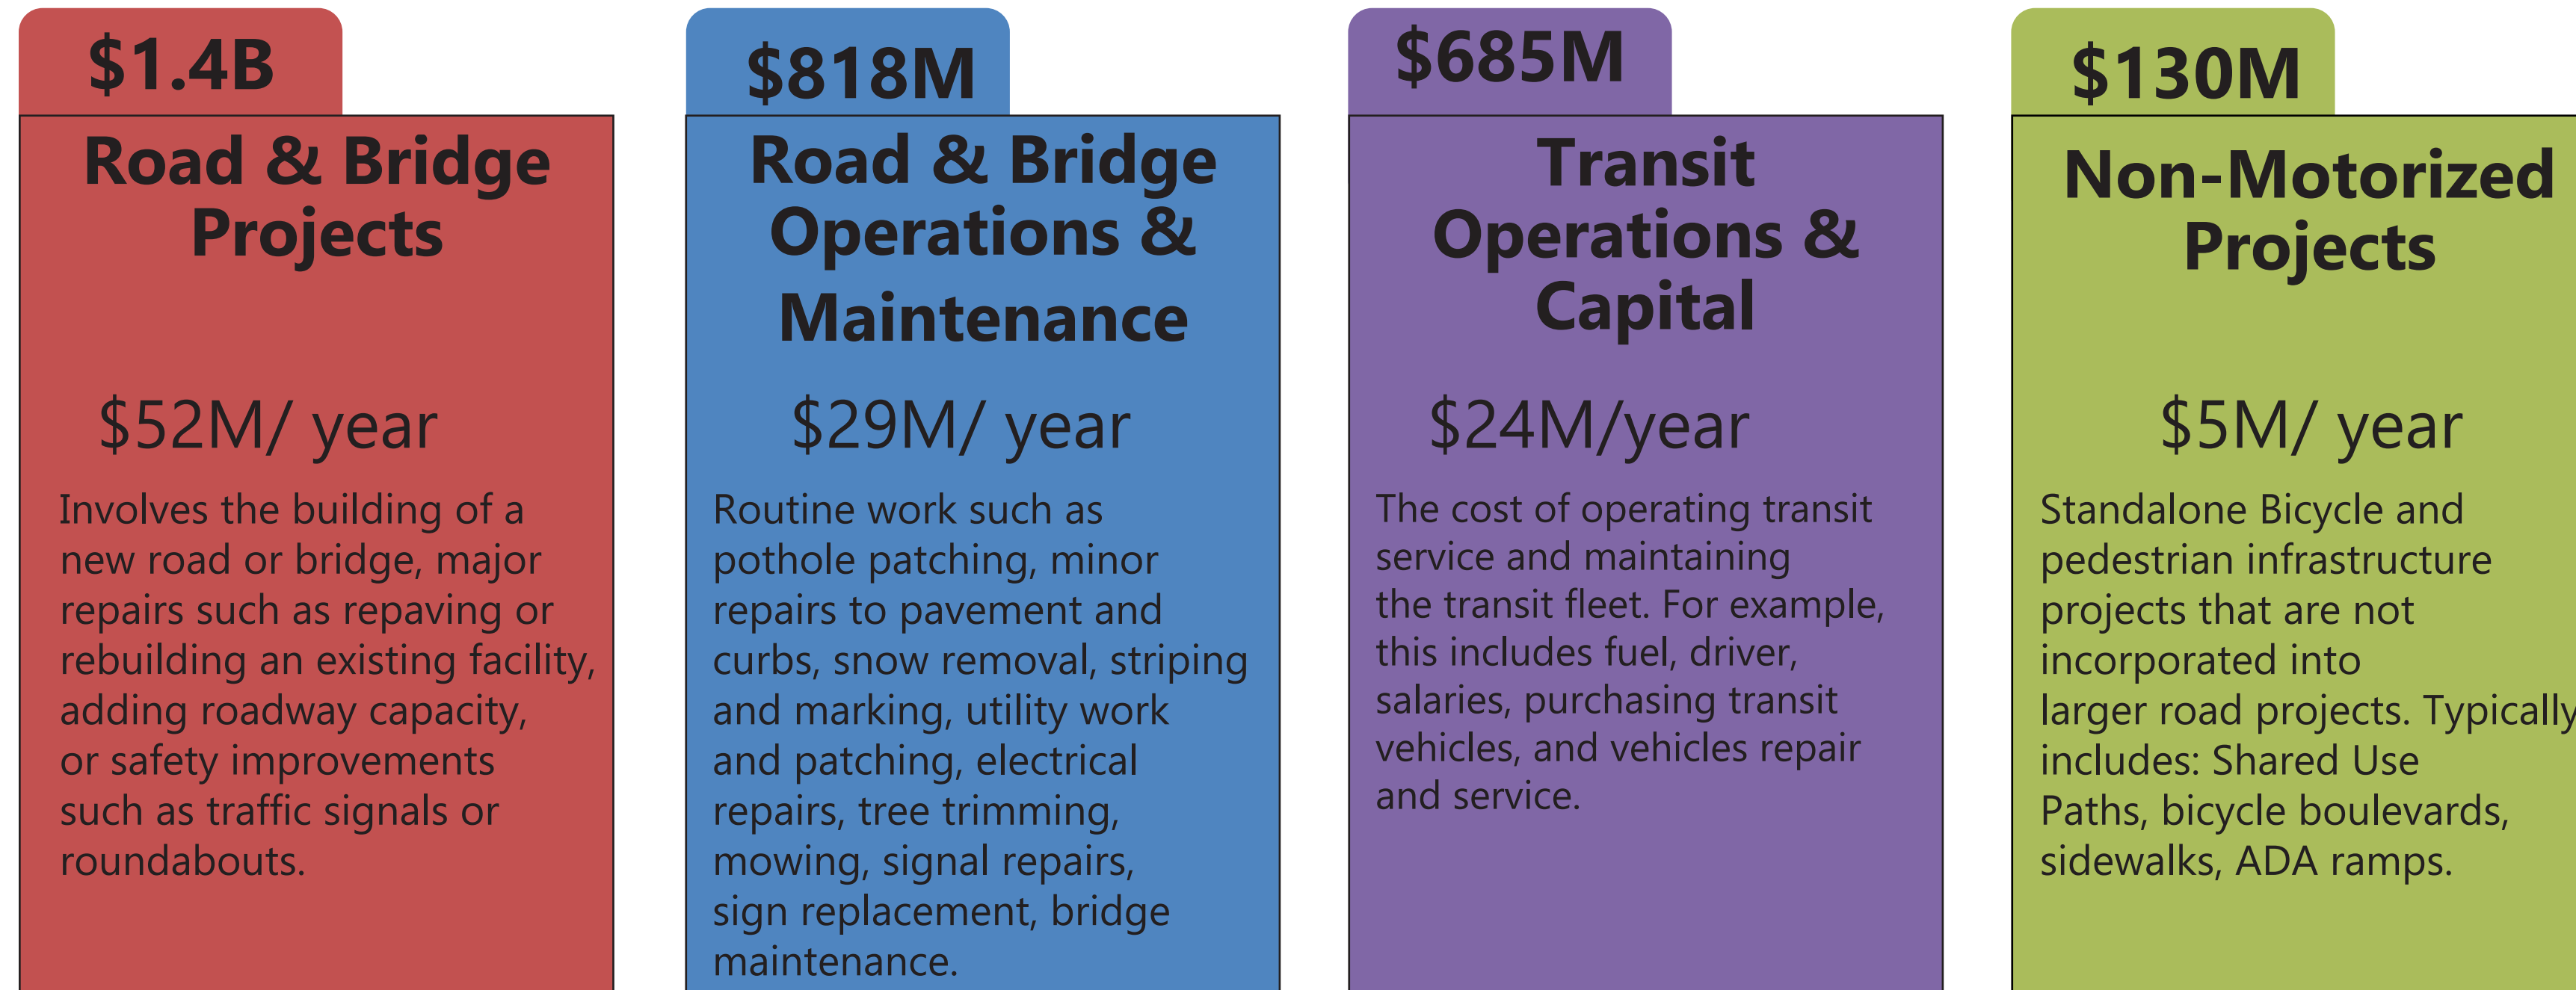 $1.4B
Road & Bridge
Projects
$52M/ year
Involves the building of a
new road or bridge, major
repairs such as repaving or
rebuilding an existing facility,
adding roadway capacity,
or safety improvements
such as traffic signals or
roundabouts.
$818M
Road & Bridge
Operations &
Maintenance
$29M/ year
Routine work such as
pothole patching, minor
repairs to pavement and
curbs, snow removal, striping
and marking, utility work
and patching, electrical
repairs, tree trimming,
mowing, signal repairs,
sign replacement, bridge
maintenance.
$685M
Transit
Operations &
Capital
$24M/year
The cost of operating transit
service and maintaining
the transit fleet. For example,
this includes fuel, driver,
salaries, purchasing transit
vehicles, and vehicles repair
and service.
$130M
Non-Motorized
Projects
$5M/ year
Standalone Bicycle and
pedestrian infrastructure
projects that are not
incorporated into
larger road projects. Typically
includes: Shared Use
Paths, bicycle boulevards,
sidewalks, ADA ramps.